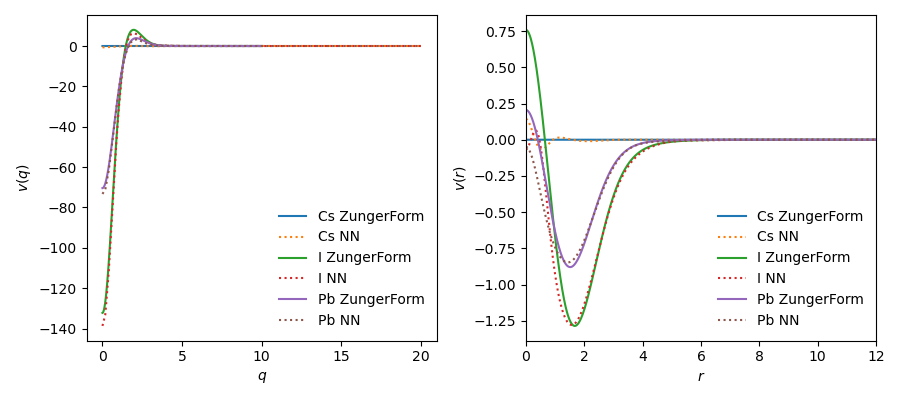 0
−20
−40
−60
−80
−100
−120
−140
v(q)
0
5
10
15
20
q
Cs ZungerForm
Cs NN
I ZungerForm
I NN
Pb ZungerForm
Pb NN
0.75
0.50
0.25
0.00
−0.25
−0.50
−0.75
−1.00
−1.25
v(r)
0
2
4
6
8
10
12
r
Cs ZungerForm
Cs NN
I ZungerForm
I NN
Pb ZungerForm
Pb NN